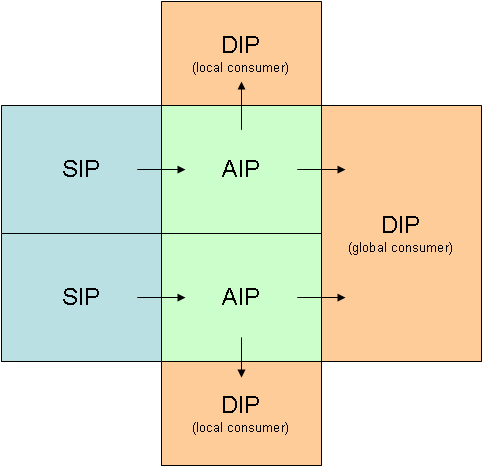 DIP
(local consumer)
SIP
AIP
DIP
(global consumer)
SIP
AIP
DIP
(local consumer)